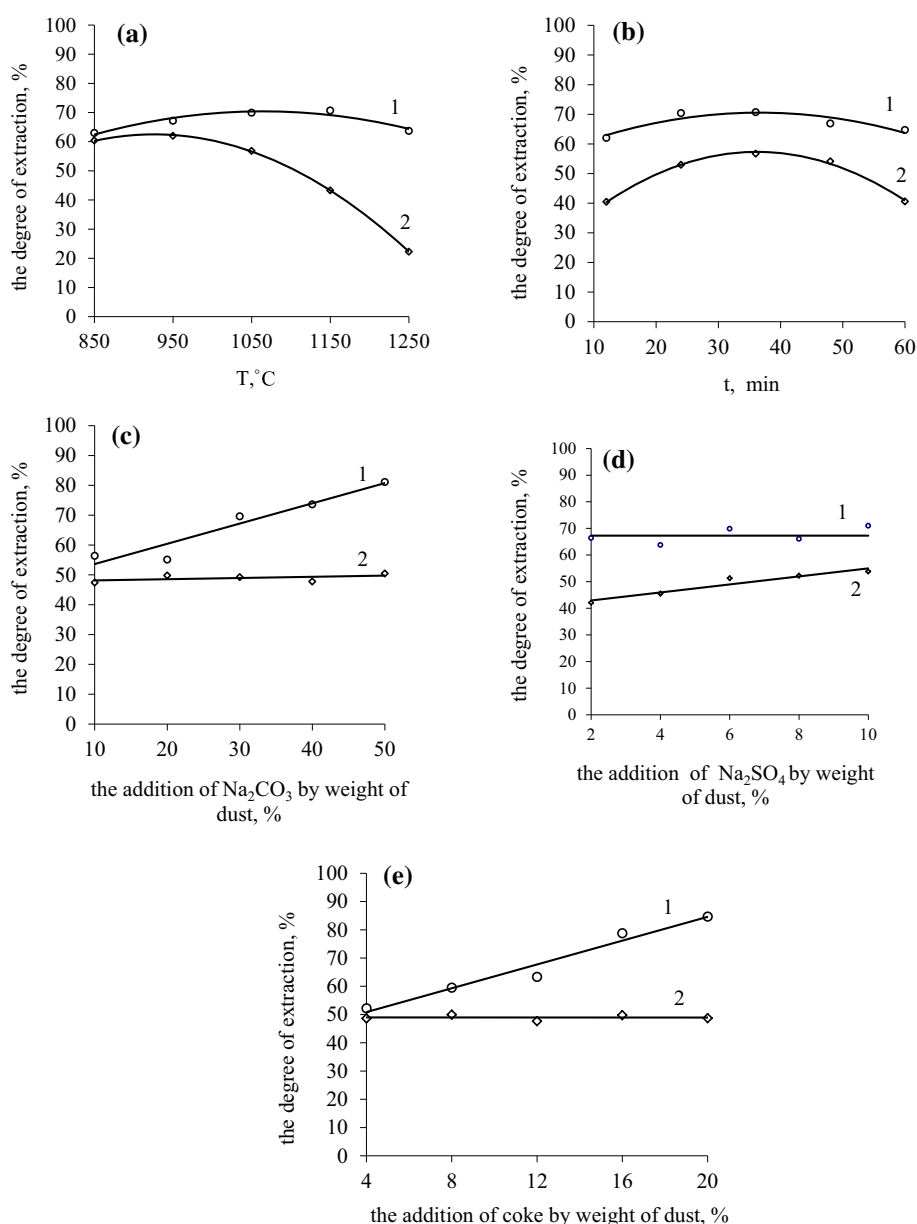 (a)
the degree of extraction, %
100
90
80
70
60
50
40
30
20
10
0
1
2
850 950 1050 1150 1250
T,°C
(b)
the degree of extraction, %
100
90
80
70
60
50
40
30
20
10
0
1
2
10 20 30 40 50 60
t, min
(c)
the degree of extraction, %
100
90
80
70
60
50
40
30
20
10
0
1
2
10 20 30 40 50
the addition of Na₂CO₃ by weight of
dust, %
(d)
the degree of extraction, %
100
90
80
70
60
50
40
30
20
10
0
1
2
2 4 6 8 10
the addition of Na₂SO₄ by weight
of dust, %
(e)
the degree of extraction, %
100
90
80
70
60
50
40
30
20
10
0
1
2
4 8 12 16 20
the addition of coke by weight of dust, %